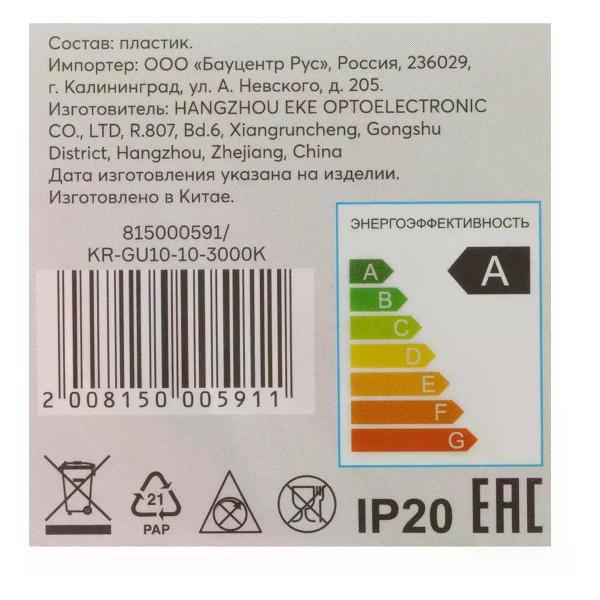 Состав: пластик.
Импортер: ООО «Бауцентр Рус», Россия, 236029,
г. Калининград, ул. А. Невского, д. 205.
Изготовитель: HANGZHOU EKE OPTOELECTRONIC
CO., LTD, R.807, Bd.6, Xiangruncheng, Gongshu
District, Hangzhou, Zhejiang, China
Дата изготовления указана на изделии.
Изготовлено в Китае.
815000591/
KR-GU10-10-3000K
2 008150 005911
ЭНЕРГОЭФФЕКТИВНОСТЬ
A
A
B
C
D
E
F
G
21
PAP
IP20
EAC